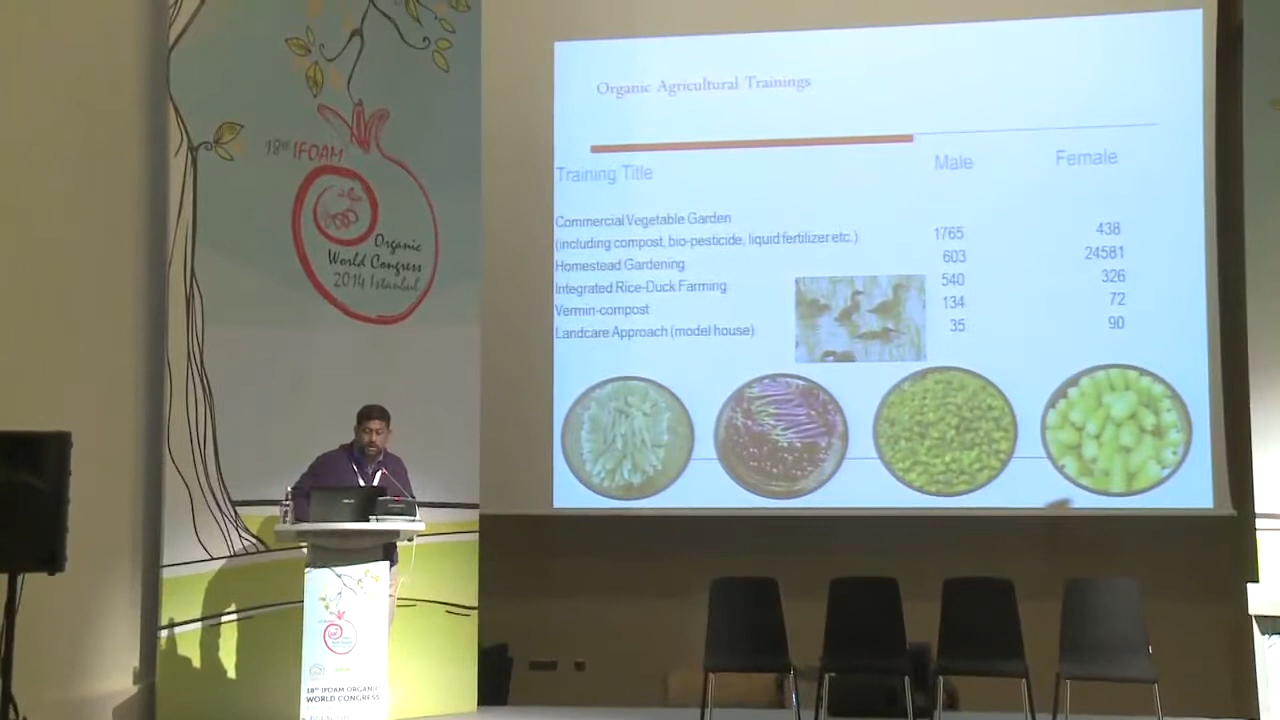 Organic Agricultural Trainings
Training Title Male Female
Commercial Vegetable Garden
(including compost, bio-pesticide, liquid fertilizer etc.) 1765 438
Homestead Gardening 603 24581
Integrated Rice-Duck Farming 540 326
Vermin-compost 134 72
Landcare Approach (model house) 35 90
18TH IFOAM
Organic
World Congress
2014 Istanbul
18TH IFOAM ORGANIC
WORLD CONGRESS